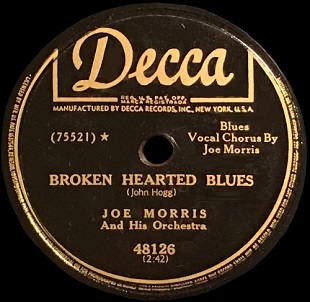 Decca
REG. U.S. PAT. OFF.
MARCA REGISTRADA
MANUFACTURED BY DECCA RECORDS, INC., NEW YORK, U.S.A.
(75521) ★
Blues
Vocal Chorus By
Joe Morris
BROKEN HEARTED BLUES
(John Hogg)
JOE MORRIS
And His Orchestra
48126
(2:42)